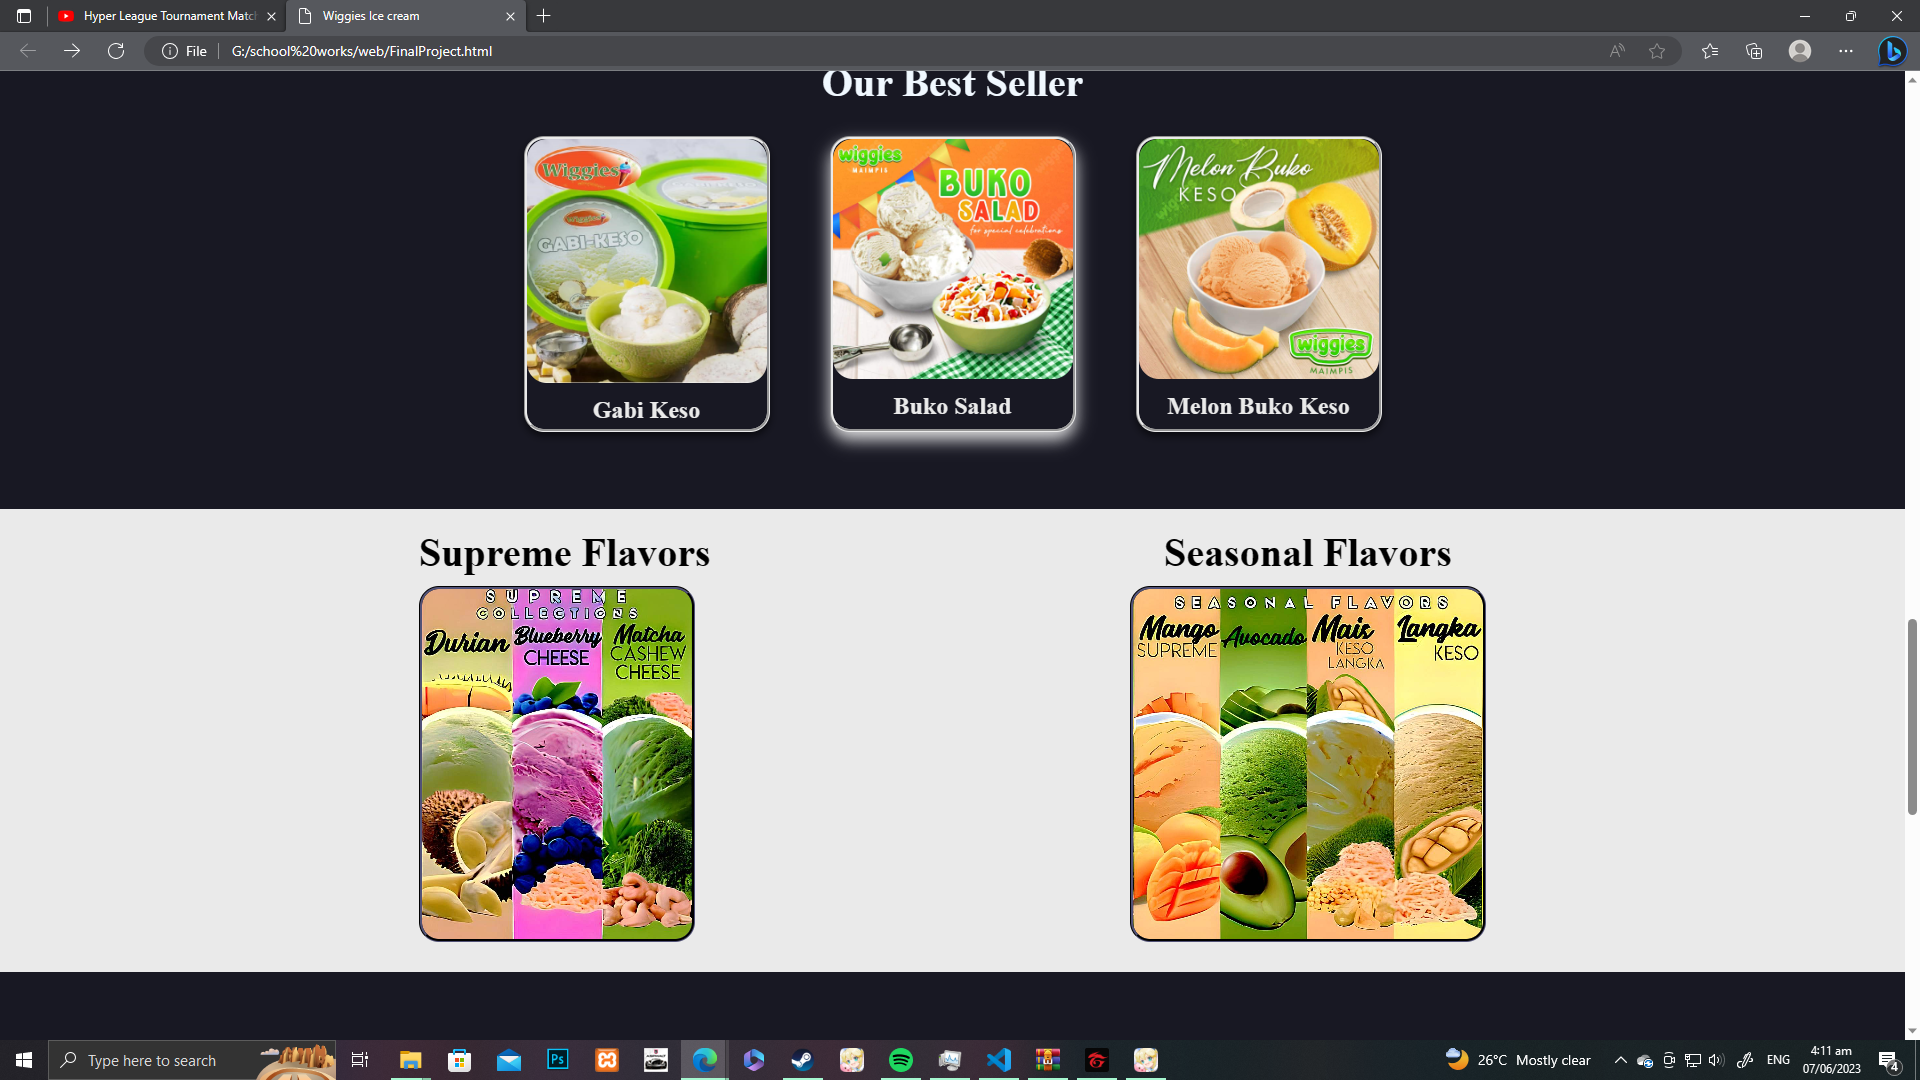 Hyper League Tournament Matc
Wiggies Ice cream
File
G:/school%20works/web/FinalProject.html
Our Best Seller
Wiggies
Wiggies
GABI-KESO
Gabi Keso
wiggies
MAIMPIS
BUKO
SALAD
for special celebrations
Buko Salad
Melon Buko
KESO
wiggies
MAIMPIS
Melon Buko Keso
Supreme Flavors
SUPREME
COLLECTIONS
Durian
Blueberry
CHEESE
Matcha
CASHEW
CHEESE
Seasonal Flavors
SEASONAL FLAVORS
Mango
SUPREME
Avocado
Mais
KESO
LANGKA
Langka
KESO
Type here to search
Ps
26°C Mostly clear
ENG
4:11 am
07/06/2023
4